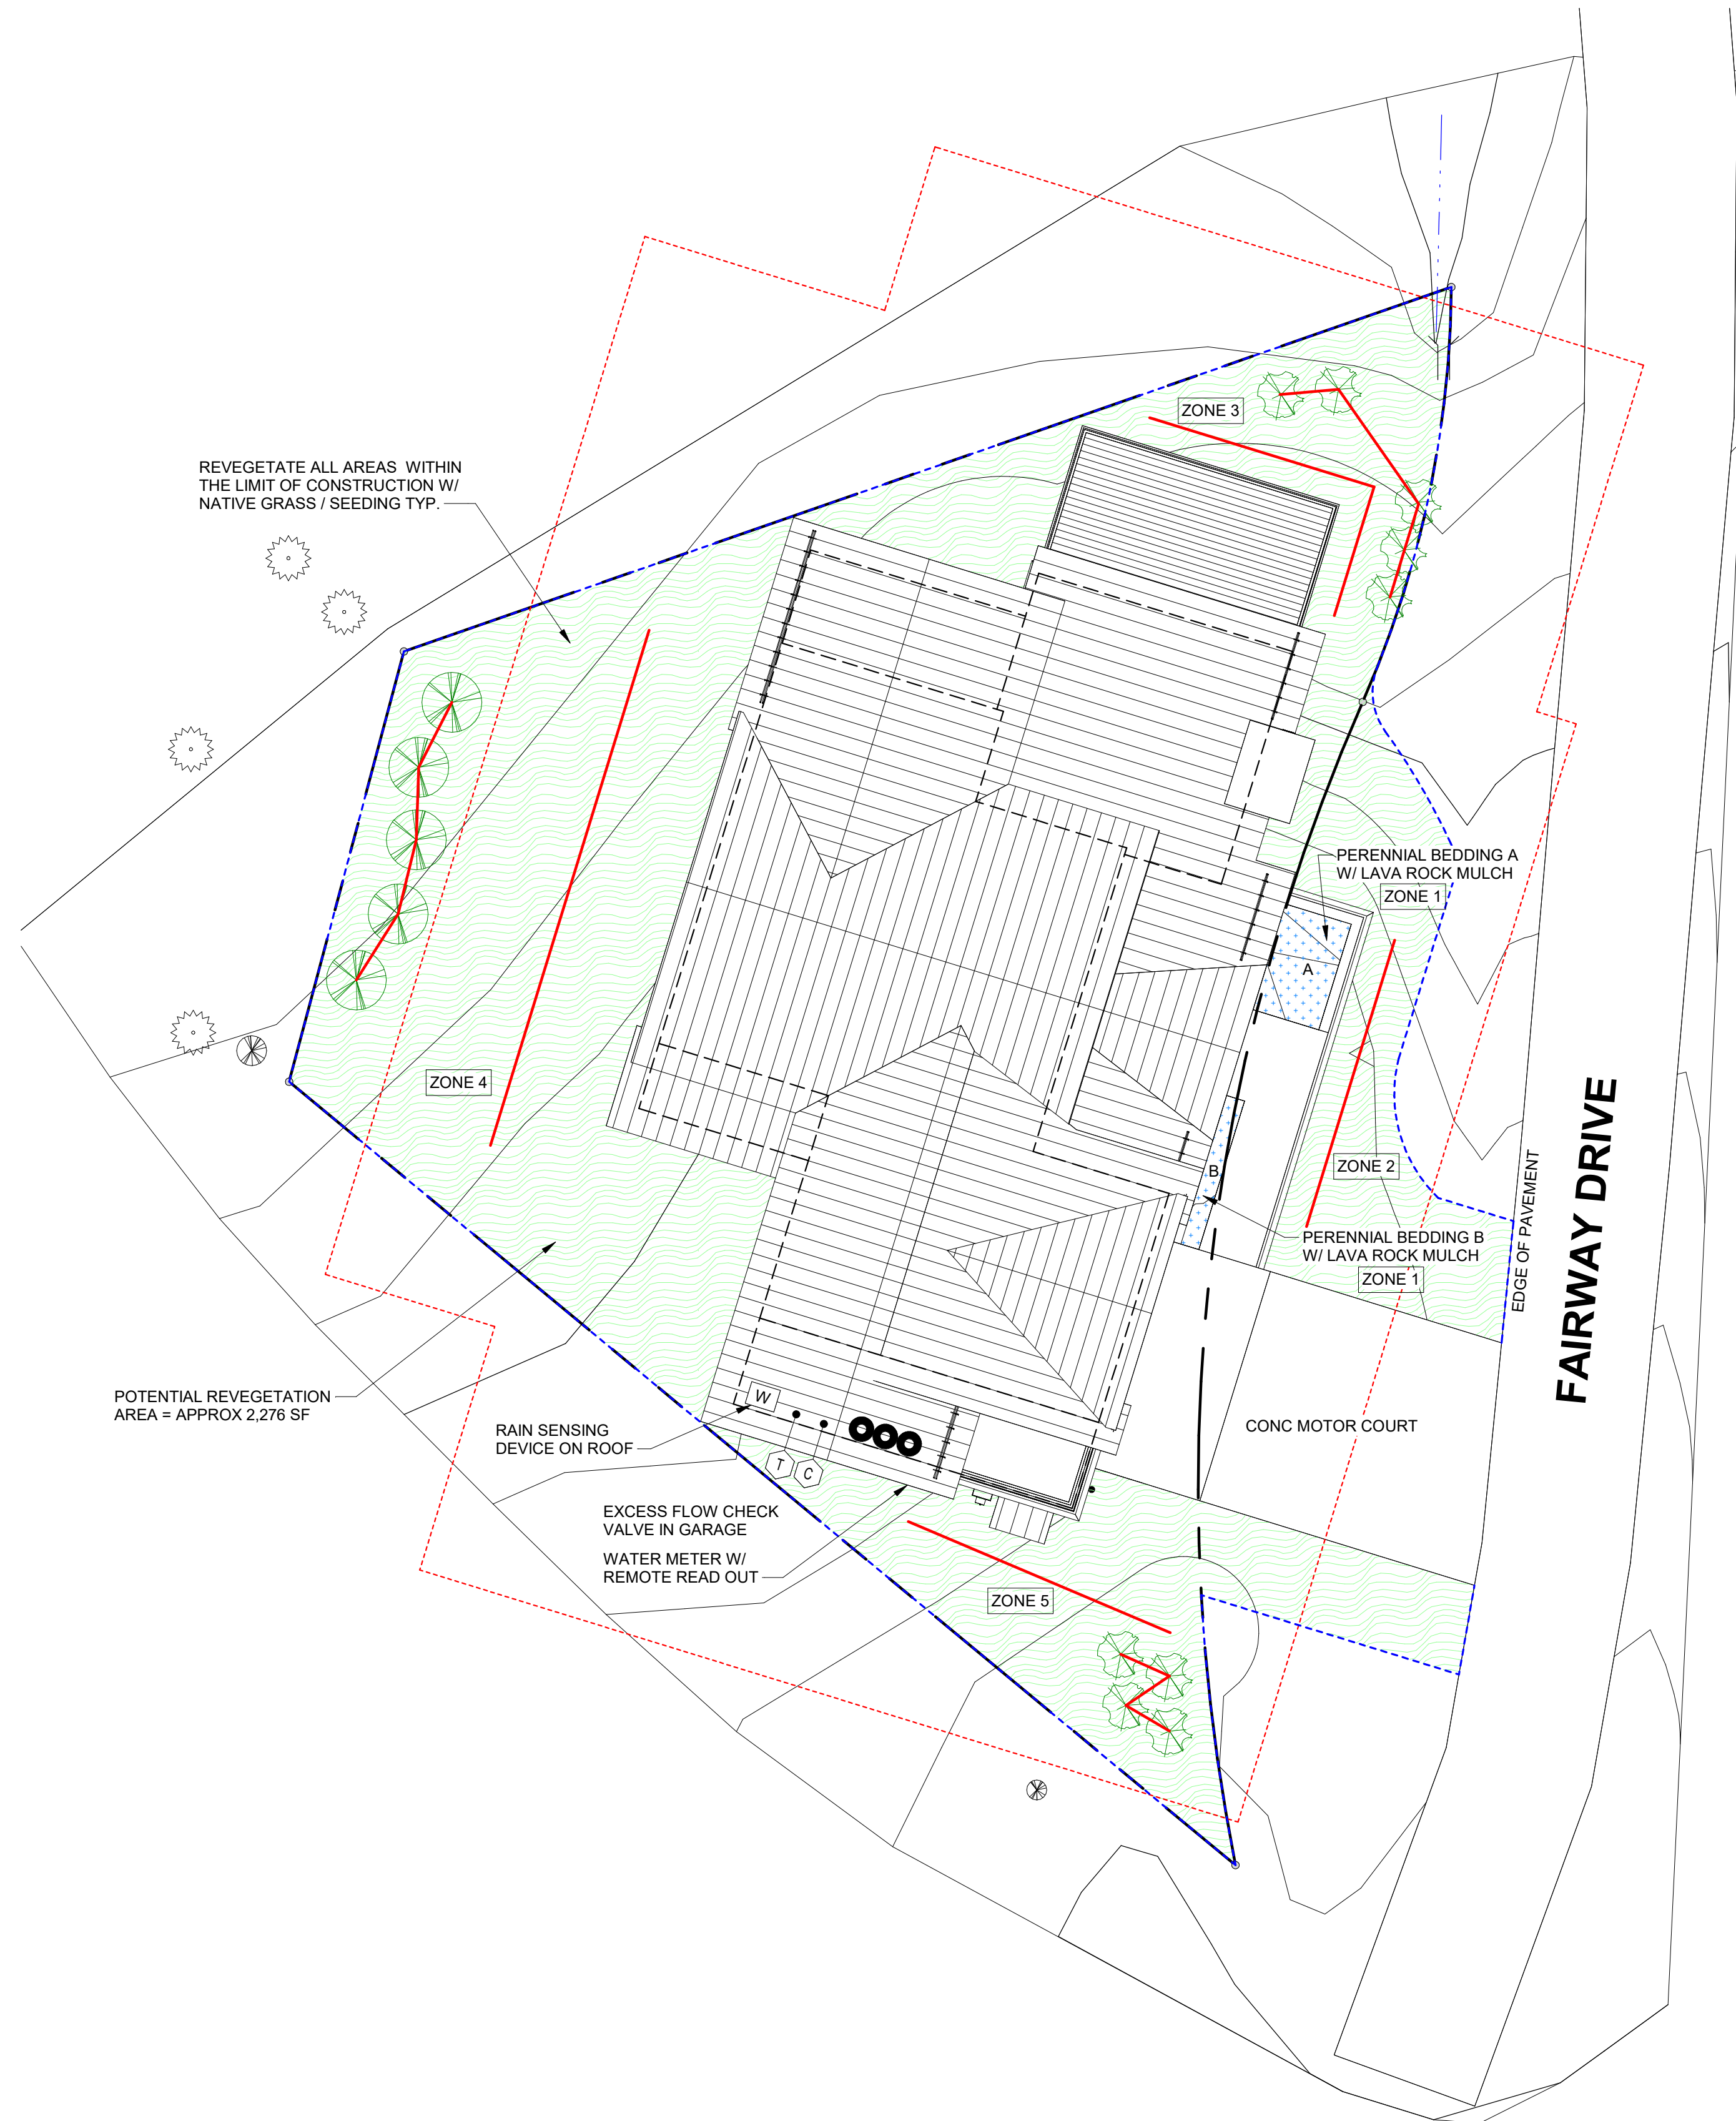 ZONE 3
REVEGETATE ALL AREAS WITHIN
THE LIMIT OF CONSTRUCTION W/
NATIVE GRASS / SEEDING TYP.
PERENNIAL BEDDING A
W/ LAVA ROCK MULCH
ZONE 1
A
ZONE 4
ZONE 2
B
PERENNIAL BEDDING B
W/ LAVA ROCK MULCH
ZONE 1
EDGE OF PAVEMENT
FAIRWAY DRIVE
POTENTIAL REVEGETATION
AREA = APPROX 2,276 SF
W
RAIN SENSING
DEVICE ON ROOF
T
C
CONC MOTOR COURT
EXCESS FLOW CHECK
VALVE IN GARAGE
WATER METER W/
REMOTE READ OUT
ZONE 5